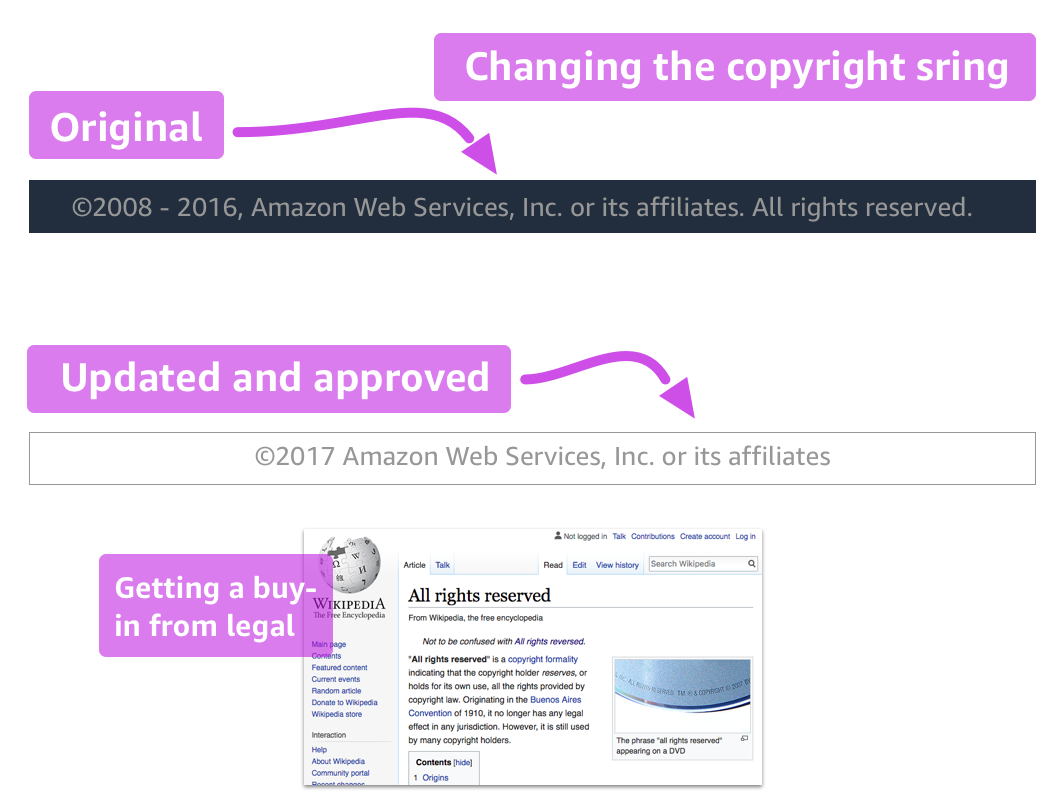 Changing the copyright sring
Original
©2008 - 2016, Amazon Web Services, Inc. or its affiliates. All rights reserved.
Updated and approved
©2017 Amazon Web Services, Inc. or its affiliates
Getting a buy-
in from legal
WIKIPEDIA
The Free Encyclopedia
Main page
Contents
Featured content
Current events
Random article
Donate to Wikipedia
Wikipedia store
Interaction
Help
About Wikipedia
Community portal
Recent changes
Not logged in Talk Contributions Create account Log in
Article Talk Read Edit View history Search Wikipedia
All rights reserved
From Wikipedia, the free encyclopedia
Not to be confused with All rights reversed.
"All rights reserved" is a copyright formality
indicating that the copyright holder reserves, or
holds for its own use, all the rights provided by
copyright law. Originating in the Buenos Aires
Convention of 1910, it no longer has any legal
effect in any jurisdiction. However, it is still used
by many copyright holders.
Contents [hide]
1 Origins
ALL RIGHTS RESERVED. TM ® & COPYRIGHT ©
The phrase "all rights reserved"
appearing on a DVD